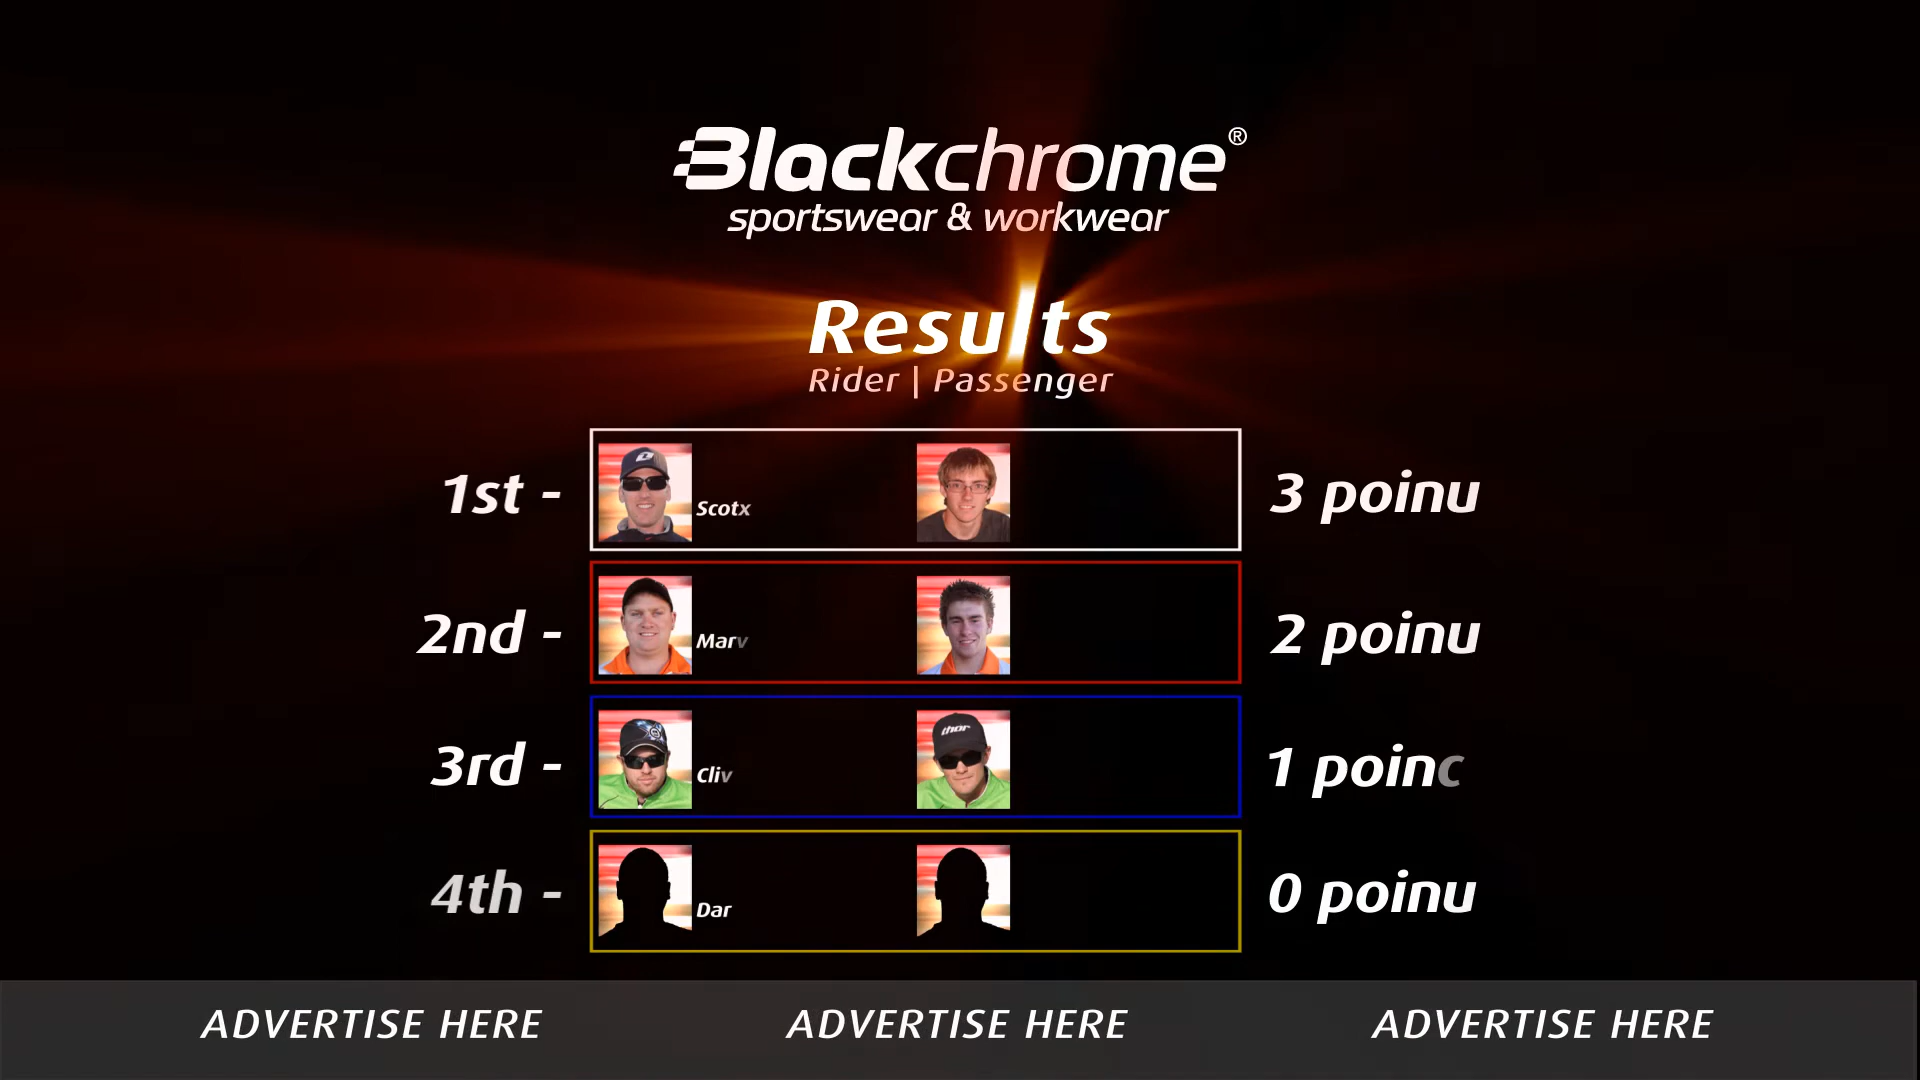 Blackchrome®
sportswear & workwear
Results
Rider | Passenger
1st - Scotx 3 poinu
2nd - Marv 2 poinu
thor
3rd - Cliv 1 poinc
4th - Dar 0 poinu
ADVERTISE HERE ADVERTISE HERE ADVERTISE HERE